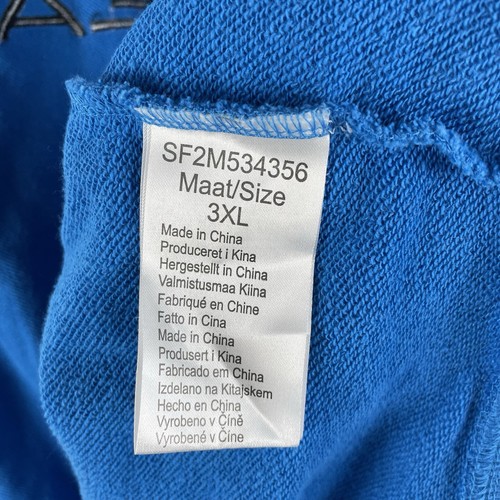 SF2M534356
Maat/Size
3XL
Made in China
Produceret i Kina
Hergestellt in China
Valmistusmaa Kiina
Fabriqué en Chine
Fatto in Cina
Made in China
Produsert i Kina
Fabricado em China
Izdelano na Kitajskem
Hecho en China
Vyrobeno v Číně
Vyrobené v Číne